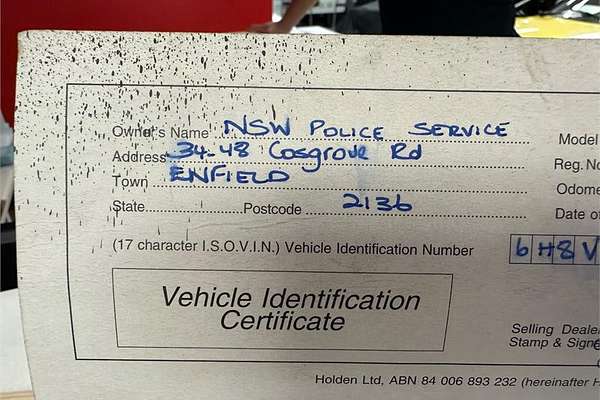 Owner's Name NSW POLICE SERVICE
Model
Address 34-48 Cosgrove Rd
Reg. No
Town ENFIELD
Odome
State Postcode 2136
Date of
(17 character I.S.O.V.I.N.) Vehicle Identification Number 6H8V
Vehicle Identification
Certificate
Selling Deale
Stamp & Sign
Holden Ltd, ABN 84 006 893 232 (hereinafter H